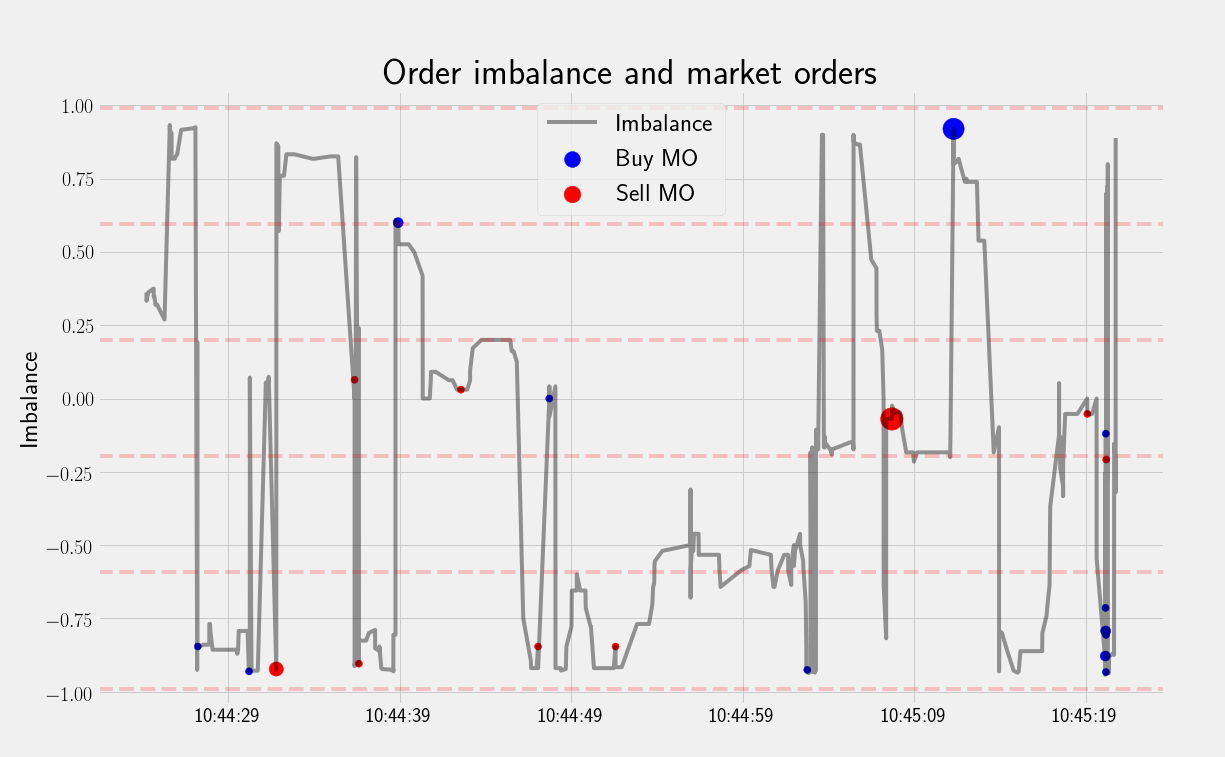 Order imbalance and market orders
Imbalance
Buy MO
Sell MO
Imbalance
1.00
0.75
0.50
0.25
0.00
−0.25
−0.50
−0.75
−1.00
10:44:29 10:44:39 10:44:49 10:44:59 10:45:09 10:45:19